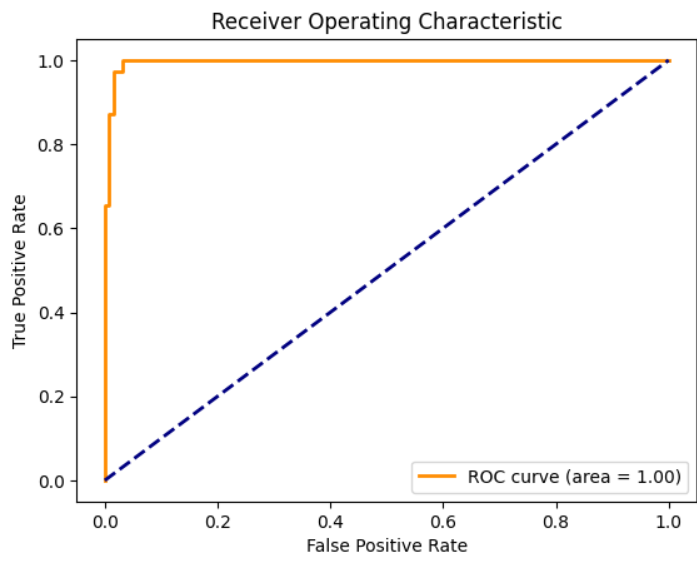 Receiver Operating Characteristic
True Positive Rate
1.0
0.8
0.6
0.4
0.2
0.0
ROC curve (area = 1.00)
0.0 0.2 0.4 0.6 0.8 1.0
False Positive Rate